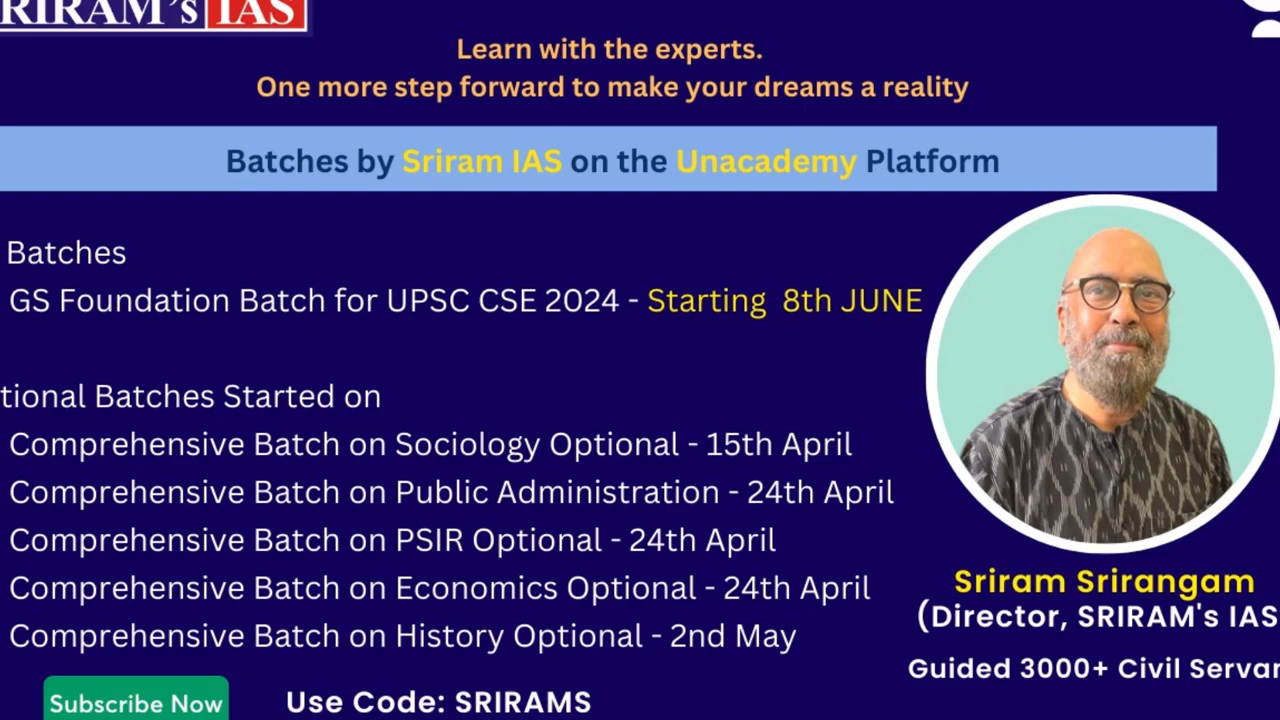 RIRAM's IAS
Learn with the experts.
One more step forward to make your dreams a reality
Batches by Sriram IAS on the Unacademy Platform
Batches
GS Foundation Batch for UPSC CSE 2024 - Starting 8th JUNE
tional Batches Started on
Comprehensive Batch on Sociology Optional - 15th April
Comprehensive Batch on Public Administration - 24th April
Comprehensive Batch on PSIR Optional - 24th April
Comprehensive Batch on Economics Optional - 24th April
Comprehensive Batch on History Optional - 2nd May
Sriram Srirangam
(Director, SRIRAM's IAS
Guided 3000+ Civil Servan
Subscribe Now
Use Code: SRIRAMS